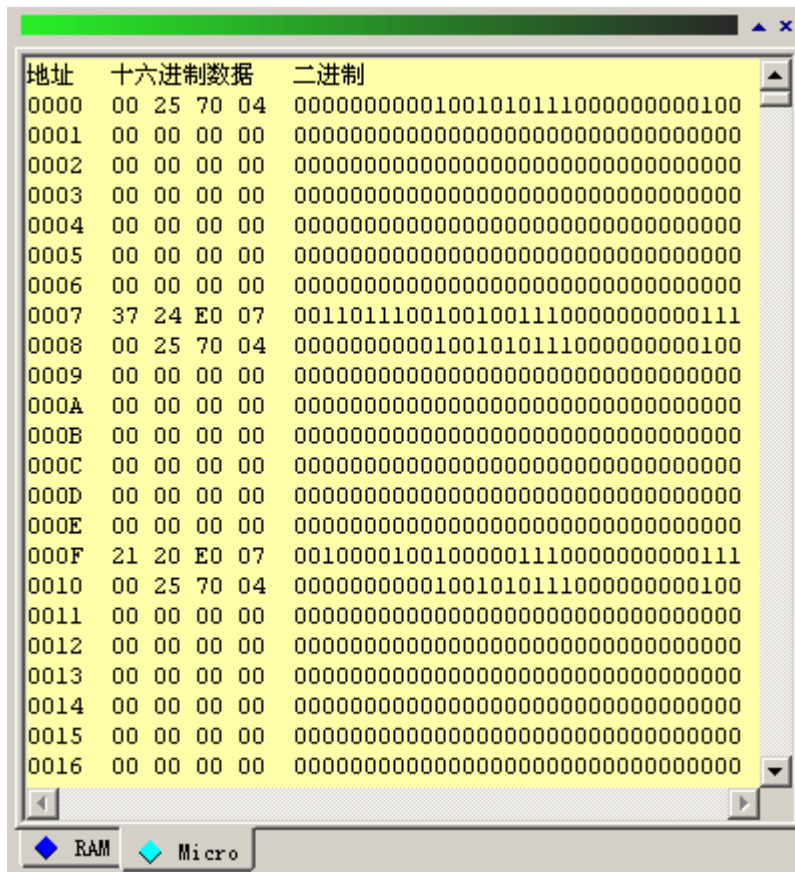 地址 十六进制数据 二进制
0000 00 25 70 04 00000000001001010111000000000100
0001 00 00 00 00 00000000000000000000000000000000
0002 00 00 00 00 00000000000000000000000000000000
0003 00 00 00 00 00000000000000000000000000000000
0004 00 00 00 00 00000000000000000000000000000000
0005 00 00 00 00 00000000000000000000000000000000
0006 00 00 00 00 00000000000000000000000000000000
0007 37 24 E0 07 00110111001001001110000000000111
0008 00 25 70 04 00000000001001010111000000000100
0009 00 00 00 00 00000000000000000000000000000000
000A 00 00 00 00 00000000000000000000000000000000
000B 00 00 00 00 00000000000000000000000000000000
000C 00 00 00 00 00000000000000000000000000000000
000D 00 00 00 00 00000000000000000000000000000000
000E 00 00 00 00 00000000000000000000000000000000
000F 21 20 E0 07 00100001001000001110000000000111
0010 00 25 70 04 00000000001001010111000000000100
0011 00 00 00 00 00000000000000000000000000000000
0012 00 00 00 00 00000000000000000000000000000000
0013 00 00 00 00 00000000000000000000000000000000
0014 00 00 00 00 00000000000000000000000000000000
0015 00 00 00 00 00000000000000000000000000000000
0016 00 00 00 00 00000000000000000000000000000000
RAM Micro